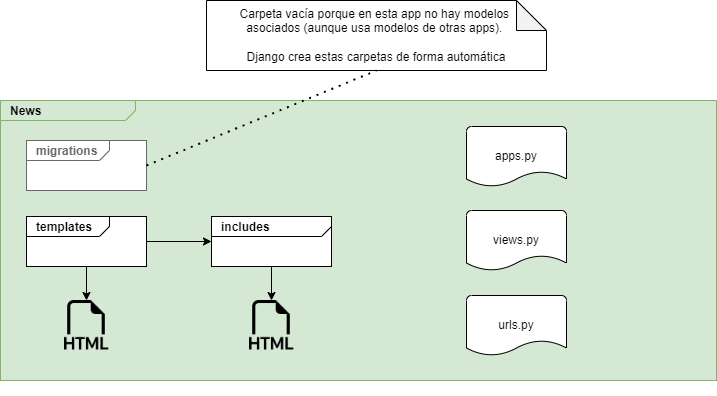 Carpeta vacía porque en esta app no hay modelos
asociados (aunque usa modelos de otras apps).
Django crea estas carpetas de forma automática
News
migrations
apps.py
templates
includes
views.py
HTML
HTML
urls.py